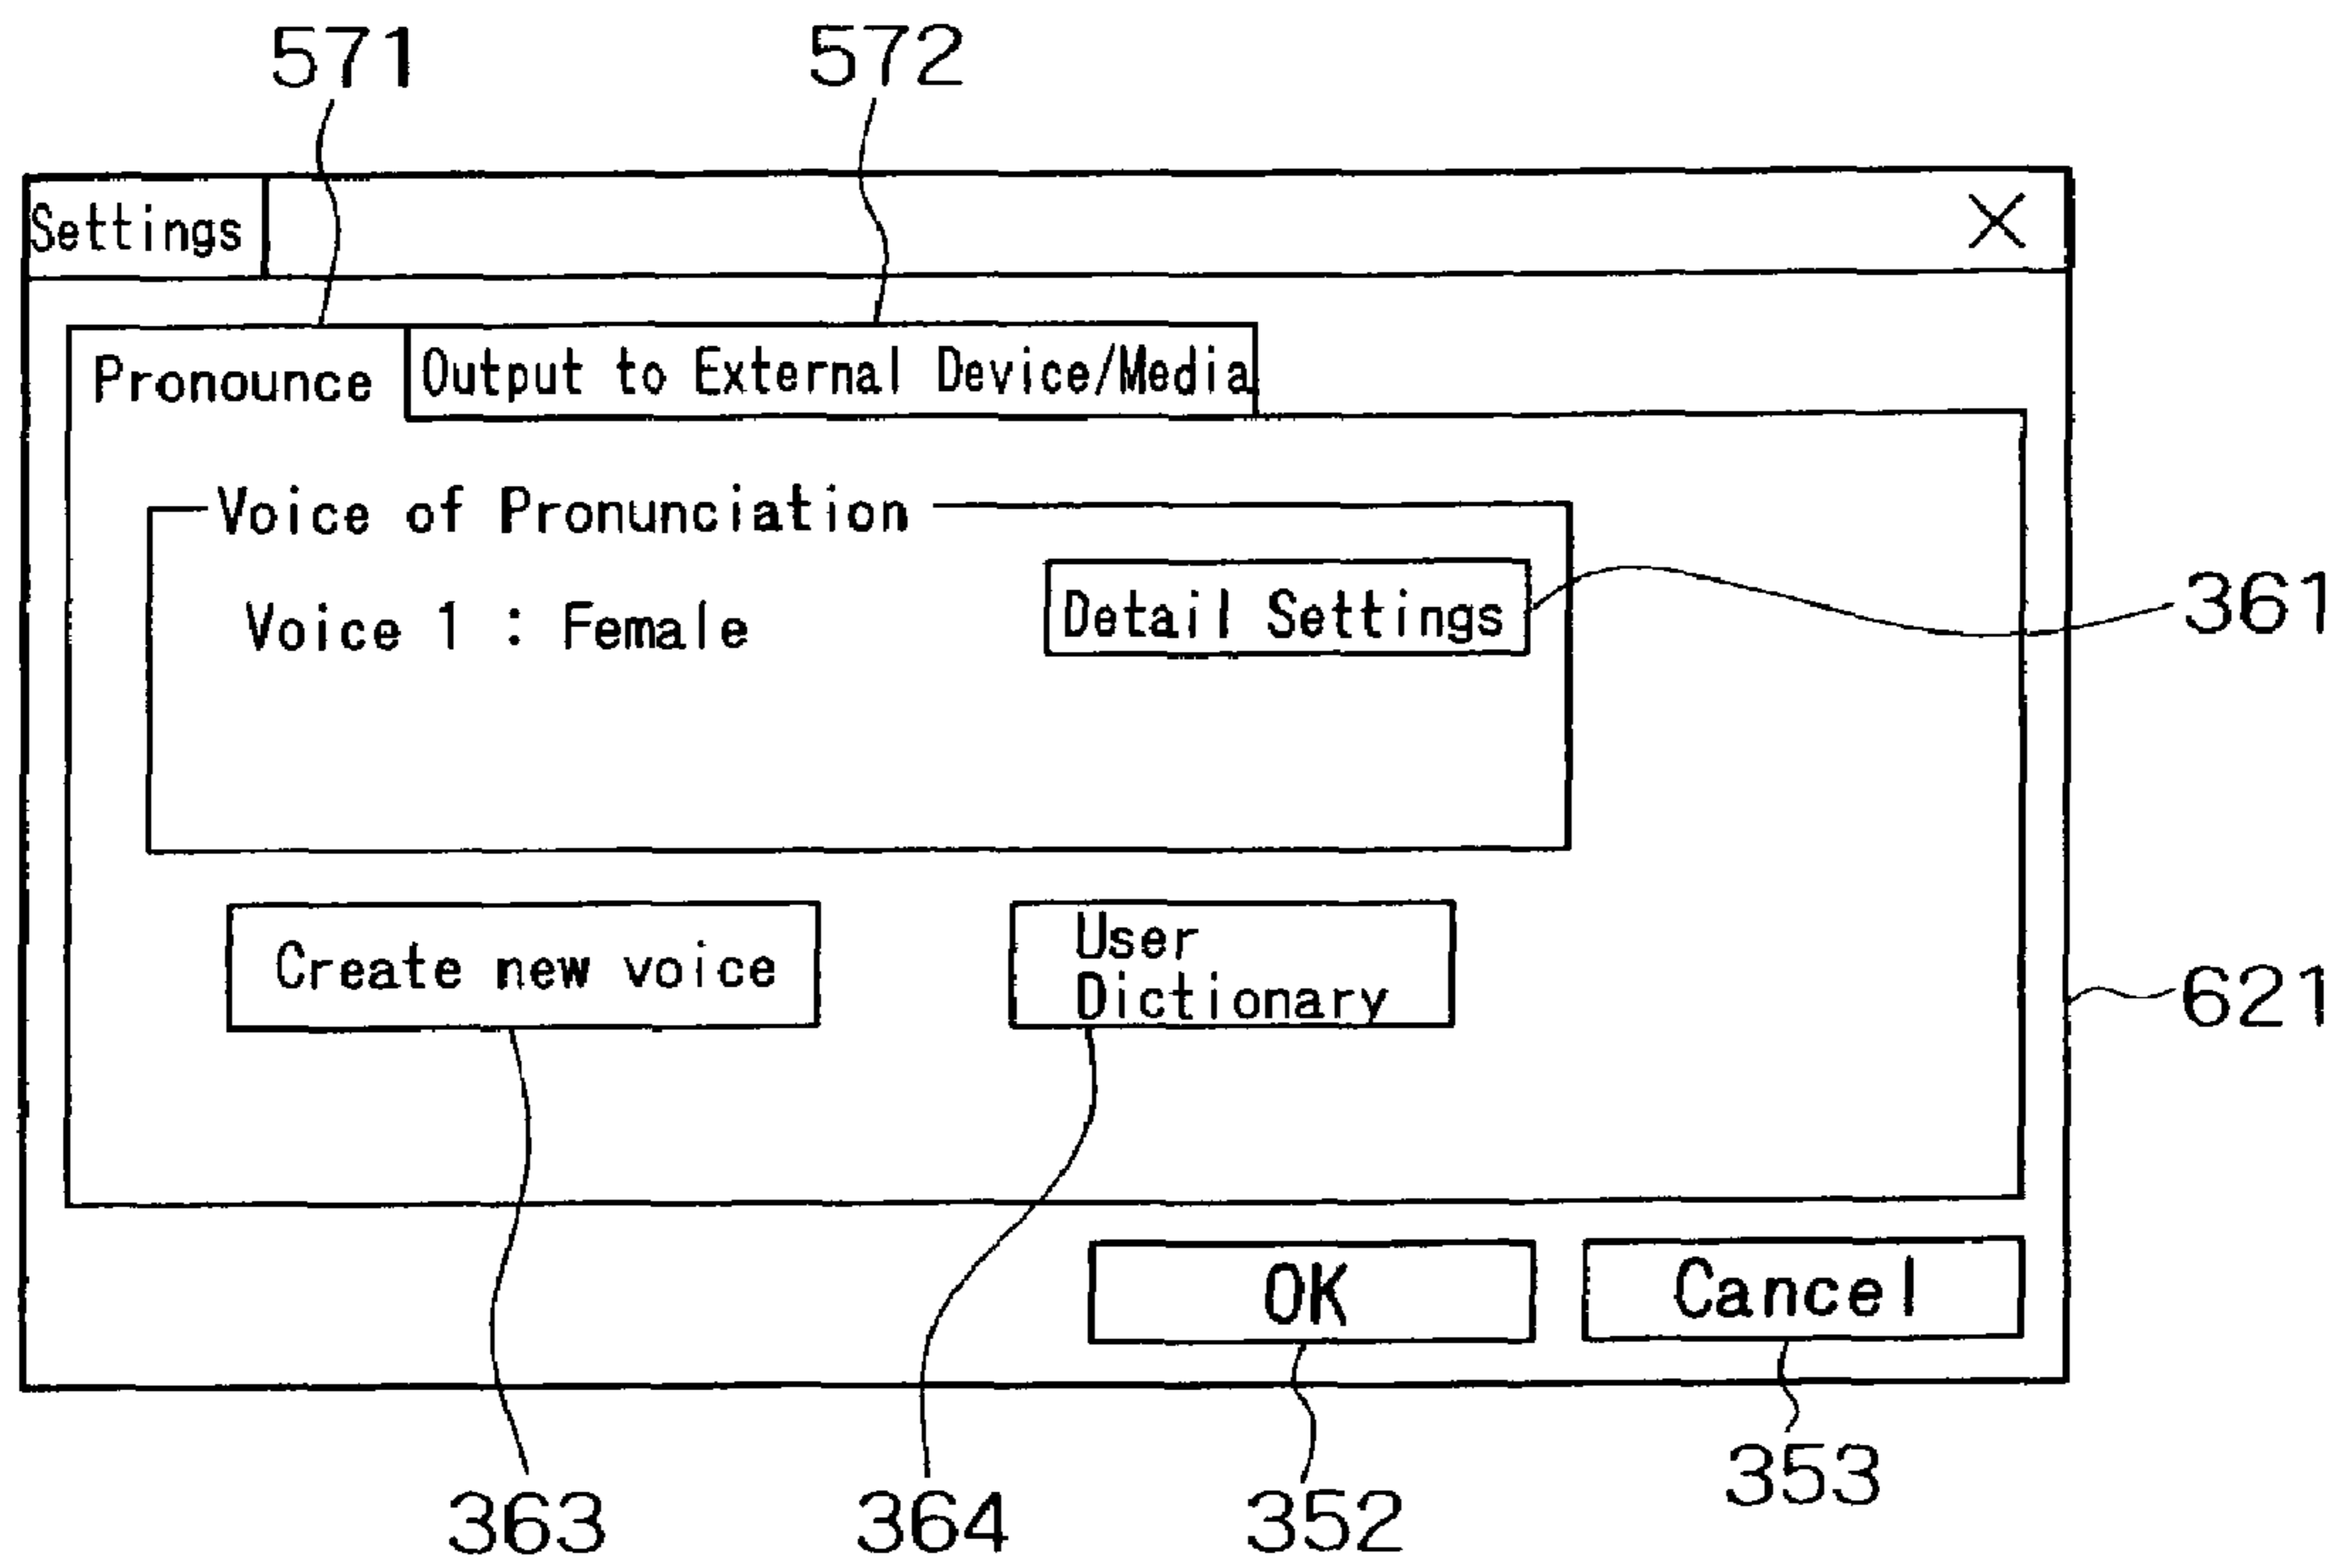 571
572
Settings
Pronounce
Output to External Device/Media
Voice of Pronunciation
Voice 1 : Female
Detail Settings
361
Create new voice
User
Dictionary
621
OK
Cancel
363
364
352
353